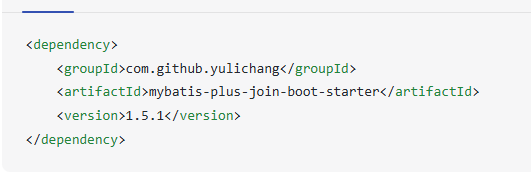 <dependency>
    <groupId>com.github.yulichang</groupId>
    <artifactId>mybatis-plus-join-boot-starter</artifactId>
    <version>1.5.1</version>
</dependency>